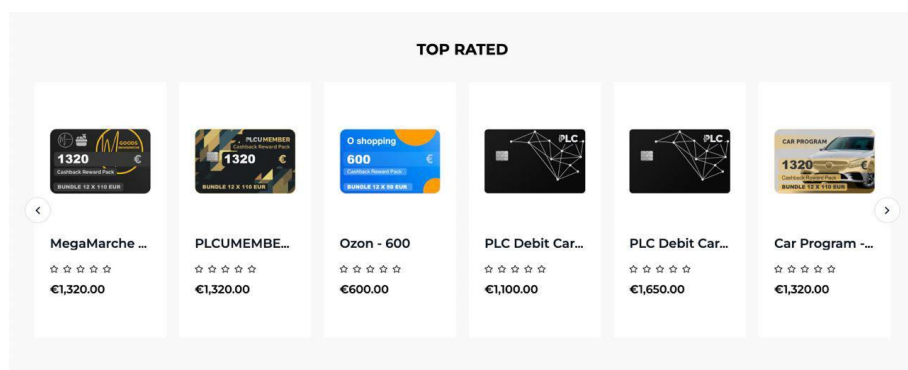 TOP RATED
GOODS
MEGAMARCHE
1320 €
Cashback Reward Pack
BUNDLE 12 X 110 EUR
PLCUMEMBER
Cashback Reward Pack
1320 €
BUNDLE 12 X 110 EUR
O shopping
600 €
Cashback Reward Pack
BUNDLE 12 X 50 EUR
PLC
PLC
CAR PROGRAM
1320 €
Cashback Reward Pack
BUNDLE 12 X 110 EUR
MegaMarche ...
€1,320.00
PLCUMEMBE...
€1,320.00
Ozon - 600
€600.00
PLC Debit Car...
€1,100.00
PLC Debit Car...
€1,650.00
Car Program -...
€1,320.00